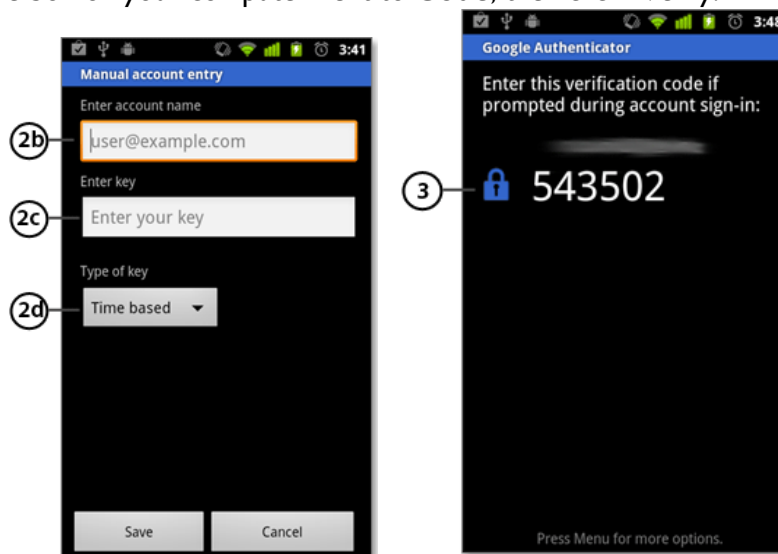 3:41
Manual account entry
Enter account name
2b
user@example.com
Enter key
2c
Enter your key
Type of key
2d
Time based
Save
Cancel
3:48
Google Authenticator
Enter this verification code if
prompted during account sign-in:
3
543502
Press Menu for more options.